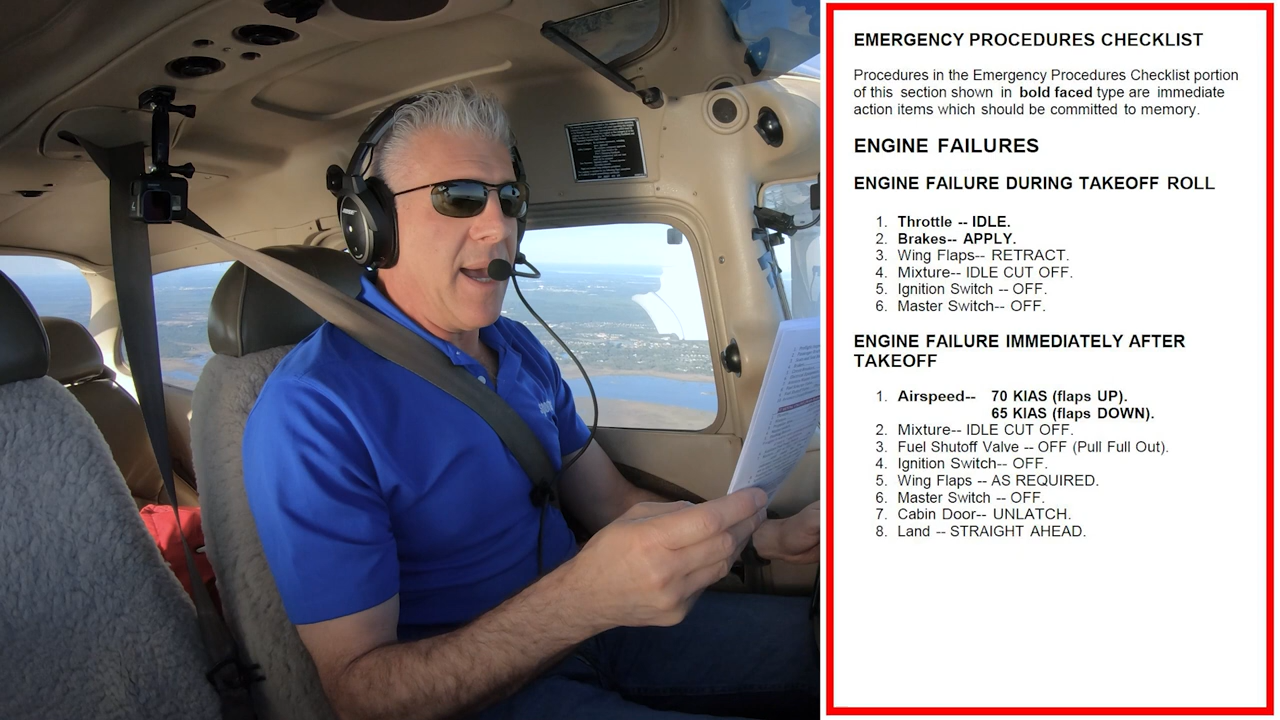 EMERGENCY PROCEDURES CHECKLIST
Procedures in the Emergency Procedures Checklist portion
of this section shown in bold faced type are immediate
action items which should be committed to memory.
ENGINE FAILURES
ENGINE FAILURE DURING TAKEOFF ROLL
1. Throttle -- IDLE.
2. Brakes-- APPLY.
3. Wing Flaps-- RETRACT.
4. Mixture-- IDLE CUT OFF.
5. Ignition Switch -- OFF.
6. Master Switch-- OFF.
ENGINE FAILURE IMMEDIATELY AFTER
TAKEOFF
1. Airspeed-- 70 KIAS (flaps UP).
65 KIAS (flaps DOWN).
2. Mixture-- IDLE CUT OFF.
3. Fuel Shutoff Valve -- OFF (Pull Full Out).
4. Ignition Switch-- OFF.
5. Wing Flaps -- AS REQUIRED.
6. Master Switch -- OFF.
7. Cabin Door-- UNLATCH.
8. Land -- STRAIGHT AHEAD.